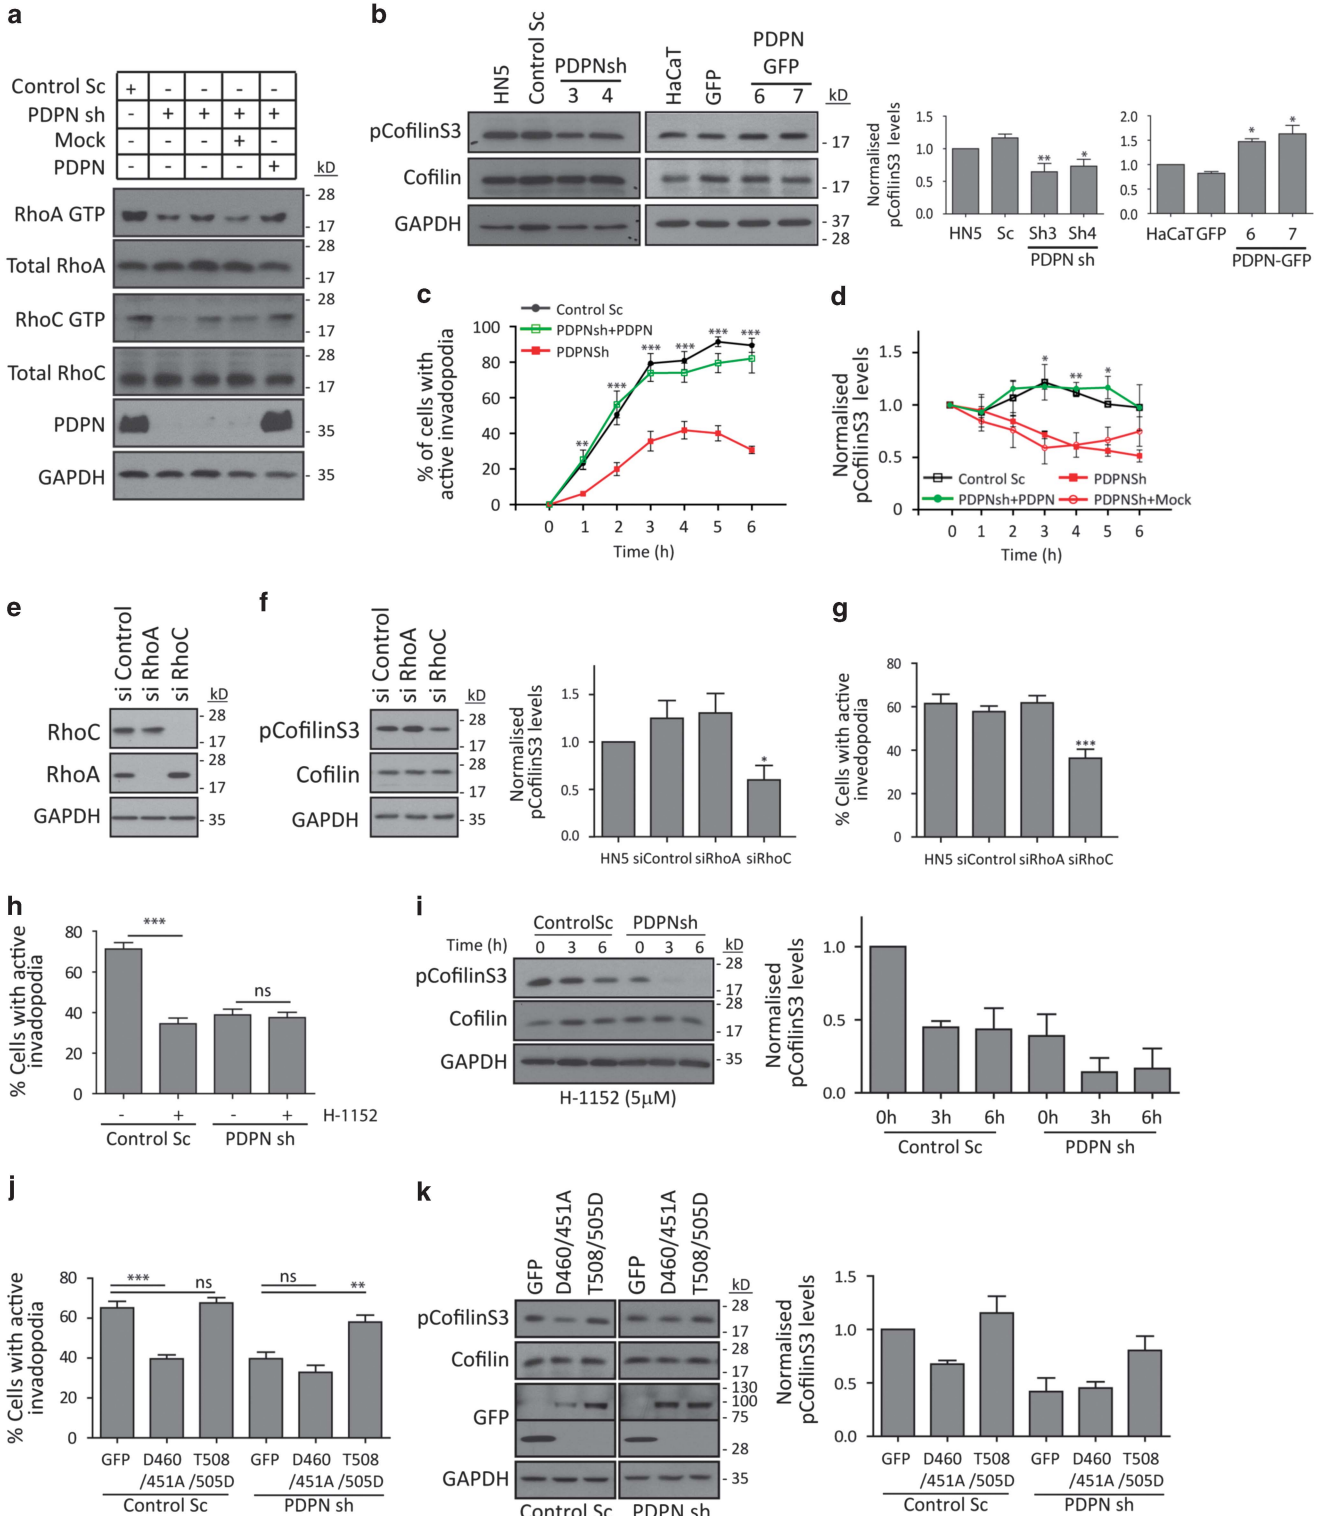 a
Control Sc + - - - -
PDPN sh - + + + +
Mock - - - + -
PDPN - - - - +
kD
RhoA GTP
- 28
- 17
Total RhoA
- 28
- 17
RhoC GTP
- 28
- 17
Total RhoC
- 28
- 17
PDPN
- 35
GAPDH
- 35
b
HN5
Control Sc
PDPNsh
3 4
HaCaT
GFP
PDPN
GFP
6 7
kD
pCofilinS3
- 17
Cofilin
- 17
GAPDH
- 37
- 28
Normalised
pCofilinS3 levels
1.5
1.0
0.5
0.0
**
*
HN5 Sc Sh3 Sh4
PDPN sh
2.0
1.5
1.0
0.5
0.0
*
*
HaCaT GFP 6 7
PDPN-GFP
c
Control Sc
PDPNsh+PDPN
PDPNSh
% of cells with
active invadopodia
100
80
60
40
20
0
**
***
***
***
***
***
0 1 2 3 4 5 6
Time (h)
d
Normalised
pCofilinS3 levels
1.5
1.0
0.5
0
*
**
*
Control Sc
PDPNSh
PDPNsh+PDPN
PDPNSh+Mock
0 1 2 3 4 5 6
Time (h)
e
si Control
si RhoA
si RhoC
kD
RhoC
- 28
- 17
RhoA
- 28
- 17
GAPDH
- 35
f
si Control
si RhoA
si RhoC
kD
pCofilinS3
- 28
- 17
Cofilin
- 28
- 17
GAPDH
- 35
Normalised
pCofilinS3 levels
1.5
1.0
0.5
0.0
*
HN5 siControl siRhoA siRhoC
g
% Cells with active
invedopodia
80
60
40
20
0
***
HN5 siControl siRhoA siRhoC
h
% Cells with active
invadopodia
80
60
40
20
0
***
ns
- + - + H-1152
Control Sc PDPN sh
i
ControlSc PDPNsh
Time (h) 0 3 6 0 3 6 kD
pCofilinS3
- 28
- 17
Cofilin
- 28
- 17
GAPDH
- 35
H-1152 (5μM)
Normalised
pCofilinS3 levels
1.0
0.5
0.0
0h 3h 6h 0h 3h 6h
Control Sc PDPN sh
j
% Cells with active
invadopodia
80
60
40
20
0
***
ns
ns
**
GFP D460 T508 GFP D460 T508
/451A /505D /451A /505D
Control Sc PDPN sh
k
GFP
D460/451A
T508/505D
GFP
D460/451A
T508/505D
kD
pCofilinS3
- 28
- 17
Cofilin
- 28
- 17
GFP
- 130
- 100
- 75
- 28
GAPDH
- 35
Control Sc PDPN sh
Normalised
pCofilinS3 levels
1.5
1.0
0.5
0.0
GFP D460 T508 GFP D460 T508
/451A /505D /451A /505D
Control Sc PDPN sh